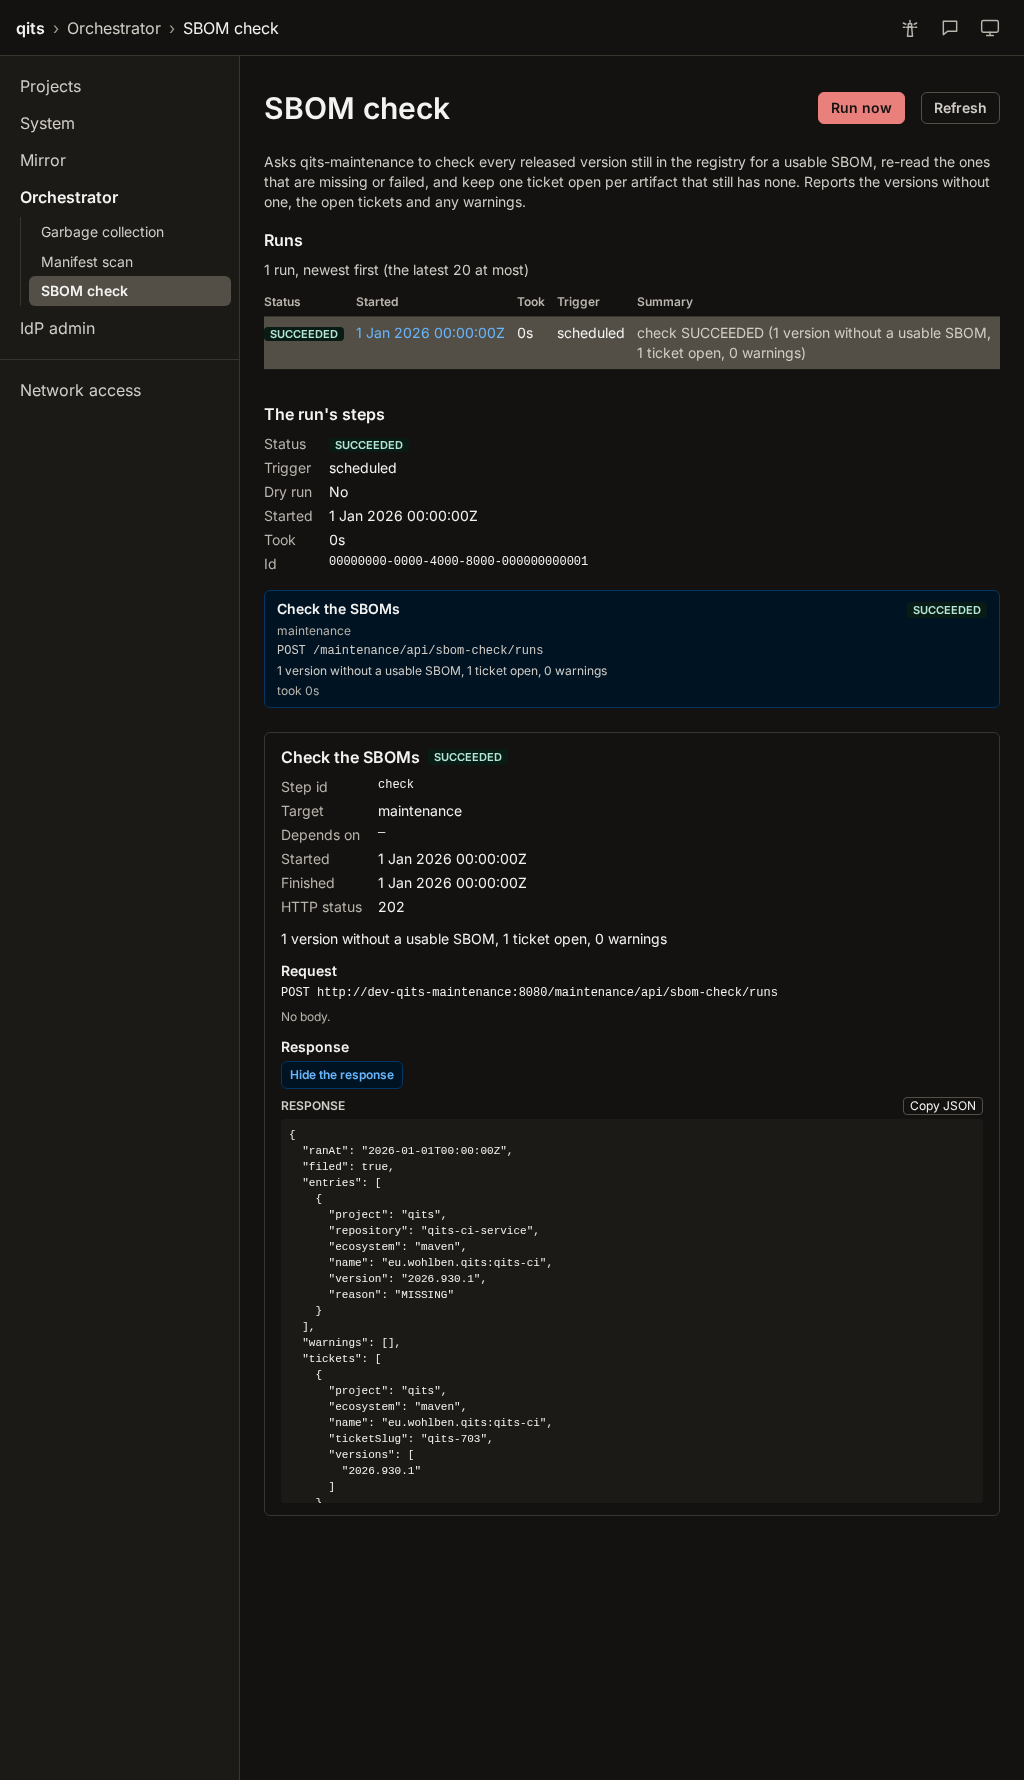 qits › Orchestrator › SBOM check
Projects
System
Mirror
Orchestrator
Garbage collection
Manifest scan
SBOM check
IdP admin
Network access
SBOM check
Run now
Refresh
Asks qits-maintenance to check every released version still in the registry for a usable SBOM, re-read the ones
that are missing or failed, and keep one ticket open per artifact that still has none. Reports the versions without
one, the open tickets and any warnings.
Runs
1 run, newest first (the latest 20 at most)
Status Started Took Trigger Summary
SUCCEEDED 1 Jan 2026 00:00:00Z 0s scheduled check SUCCEEDED (1 version without a usable SBOM,
1 ticket open, 0 warnings)
The run's steps
Status SUCCEEDED
Trigger scheduled
Dry run No
Started 1 Jan 2026 00:00:00Z
Took 0s
Id 00000000-0000-4000-8000-000000000001
Check the SBOMs SUCCEEDED
maintenance
POST /maintenance/api/sbom-check/runs
1 version without a usable SBOM, 1 ticket open, 0 warnings
took 0s
Check the SBOMs SUCCEEDED
Step id check
Target maintenance
Depends on —
Started 1 Jan 2026 00:00:00Z
Finished 1 Jan 2026 00:00:00Z
HTTP status 202
1 version without a usable SBOM, 1 ticket open, 0 warnings
Request
POST http://dev-qits-maintenance:8080/maintenance/api/sbom-check/runs
No body.
Response
Hide the response
RESPONSE Copy JSON
{
  "ranAt": "2026-01-01T00:00:00Z",
  "filed": true,
  "entries": [
    {
      "project": "qits",
      "repository": "qits-ci-service",
      "ecosystem": "maven",
      "name": "eu.wohlben.qits:qits-ci",
      "version": "2026.930.1",
      "reason": "MISSING"
    }
  ],
  "warnings": [],
  "tickets": [
    {
      "project": "qits",
      "ecosystem": "maven",
      "name": "eu.wohlben.qits:qits-ci",
      "ticketSlug": "qits-703",
      "versions": [
        "2026.930.1"
      ]
    }